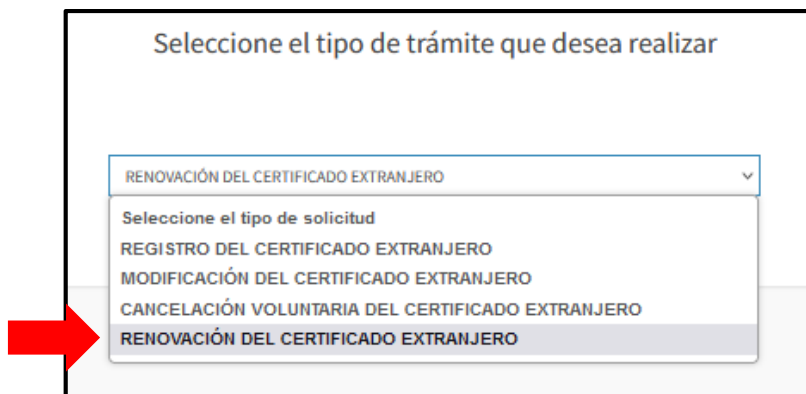 Seleccione el tipo de trámite que desea realizar
RENOVACIÓN DEL CERTIFICADO EXTRANJERO
Seleccione el tipo de solicitud
REGISTRO DEL CERTIFICADO EXTRANJERO
MODIFICACIÓN DEL CERTIFICADO EXTRANJERO
CANCELACIÓN VOLUNTARIA DEL CERTIFICADO EXTRANJERO
RENOVACIÓN DEL CERTIFICADO EXTRANJERO